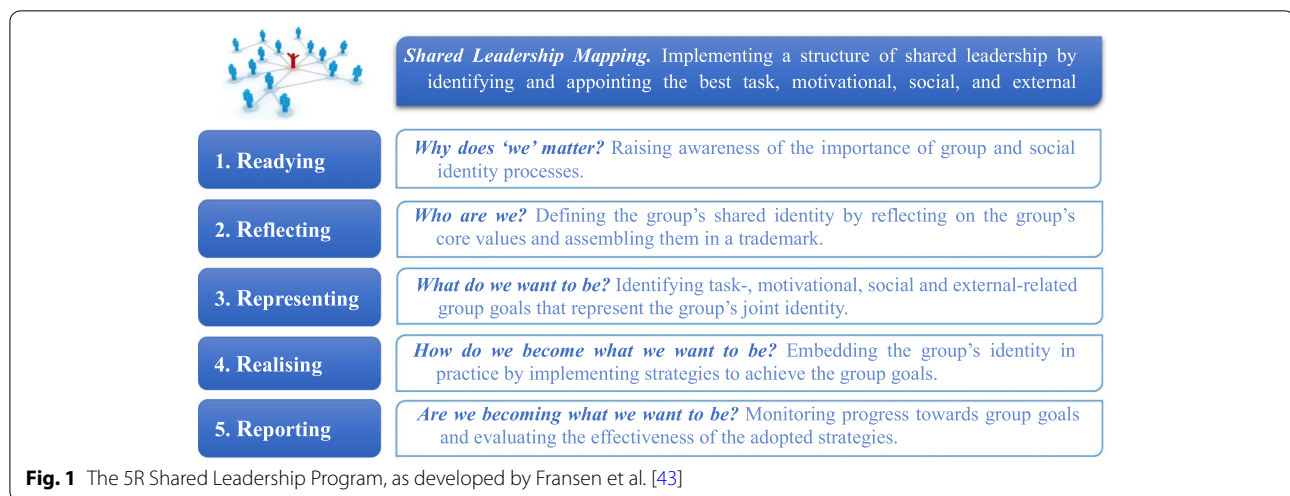 Shared Leadership Mapping. Implementing a structure of shared leadership by
identifying and appointing the best task, motivational, social, and external
1. Readying
Why does ‘we’ matter? Raising awareness of the importance of group and social
identity processes.
2. Reflecting
Who are we? Defining the group’s shared identity by reflecting on the group’s
core values and assembling them in a trademark.
3. Representing
What do we want to be? Identifying task-, motivational, social and external-related
group goals that represent the group’s joint identity.
4. Realising
How do we become what we want to be? Embedding the group’s identity in
practice by implementing strategies to achieve the group goals.
5. Reporting
Are we becoming what we want to be? Monitoring progress towards group goals
and evaluating the effectiveness of the adopted strategies.
Fig. 1 The 5R Shared Leadership Program, as developed by Fransen et al. [43]